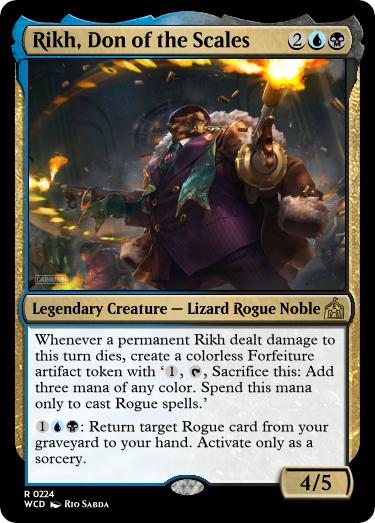 Rikh, Don of the Scales 2
CARAVAN
Legendary Creature — Lizard Rogue Noble
Whenever a permanent Rikh dealt damage to
this turn dies, create a colorless Forfeiture
artifact token with ‘1, , Sacrifice this: Add
three mana of any color. Spend this mana
only to cast Rogue spells.’
1 : Return target Rogue card from your
graveyard to your hand. Activate only as a
sorcery.
4/5
R 0224
WCD Rio Sabda